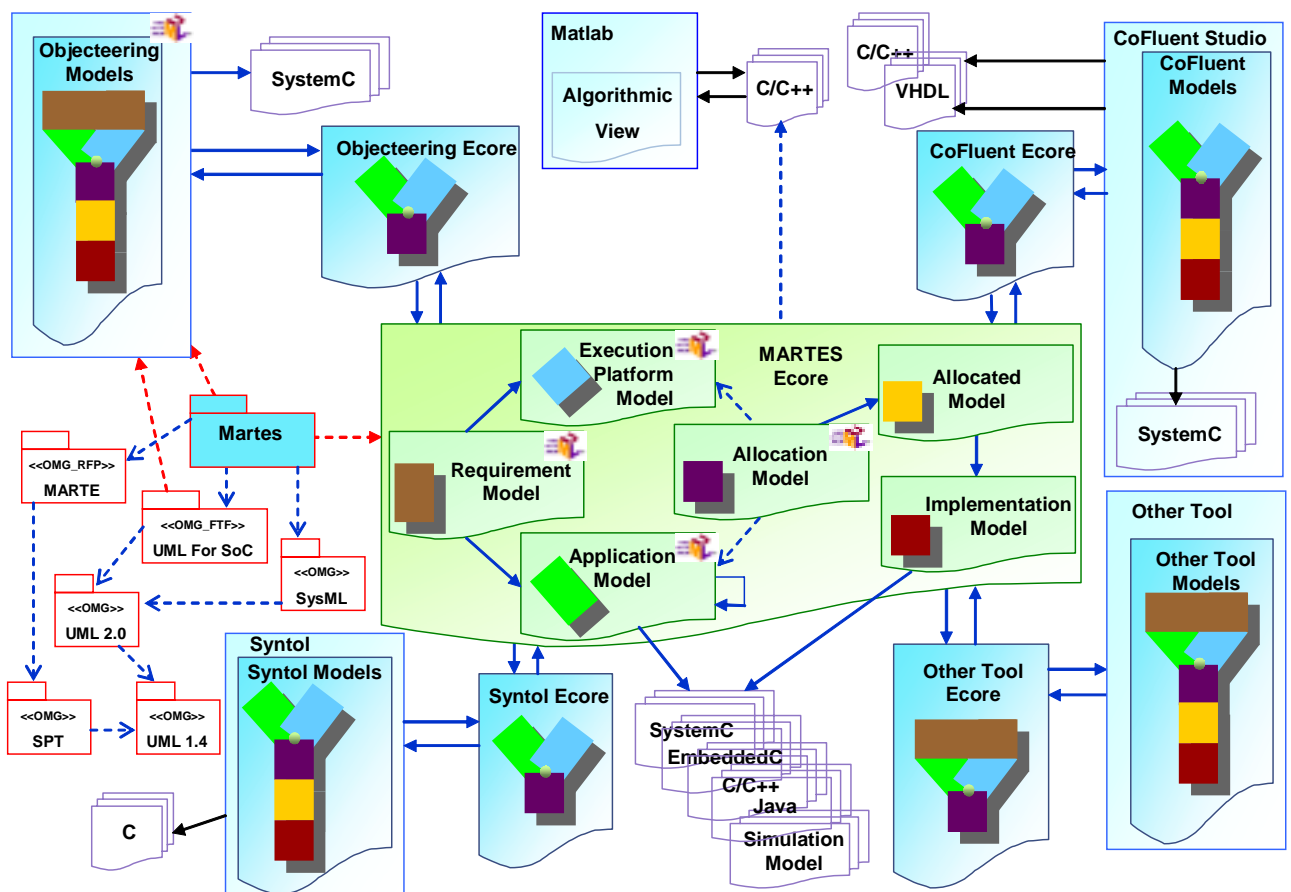 Objecteering
Models
SystemC
Matlab
Algorithmic
View
C/C++
C/C++
VHDL
CoFluent Studio
CoFluent
Models
Objecteering Ecore
CoFluent Ecore
Execution
Platform
Model
MARTES
Ecore
Allocated
Model
Martes
SystemC
<<OMG_RFP>>
MARTE
Requirement
Model
Allocation
Model
Implementation
Model
<<OMG_FTF>>
UML For SoC
Application
Model
Other Tool
Other Tool
Models
<<OMG>>
SysML
<<OMG>>
UML 2.0
Syntol
Syntol Models
Syntol Ecore
Other Tool
Ecore
<<OMG>>
SPT
<<OMG>>
UML 1.4
SystemC
EmbeddedC
C/C++
Java
Simulation
Model
C